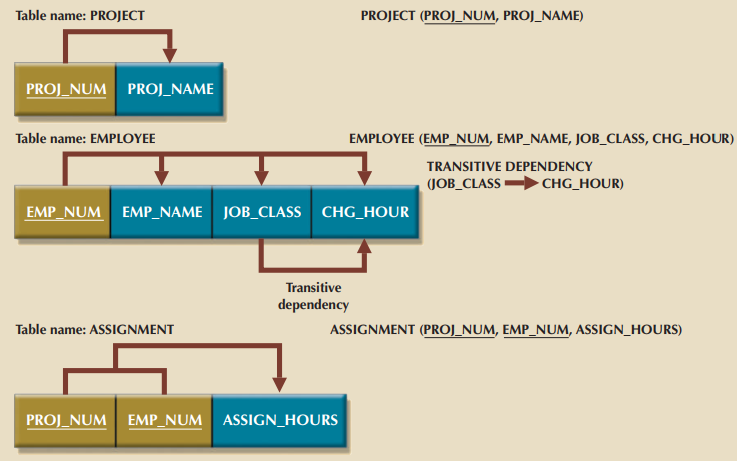 Table name: PROJECT
PROJECT (PROJ_NUM, PROJ_NAME)
PROJ_NUM PROJ_NAME
Table name: EMPLOYEE
EMPLOYEE (EMP_NUM, EMP_NAME, JOB_CLASS, CHG_HOUR)
TRANSITIVE DEPENDENCY
(JOB_CLASS CHG_HOUR)
EMP_NUM EMP_NAME JOB_CLASS CHG_HOUR
Transitive
dependency
Table name: ASSIGNMENT
ASSIGNMENT (PROJ_NUM, EMP_NUM, ASSIGN_HOURS)
PROJ_NUM EMP_NUM ASSIGN_HOURS